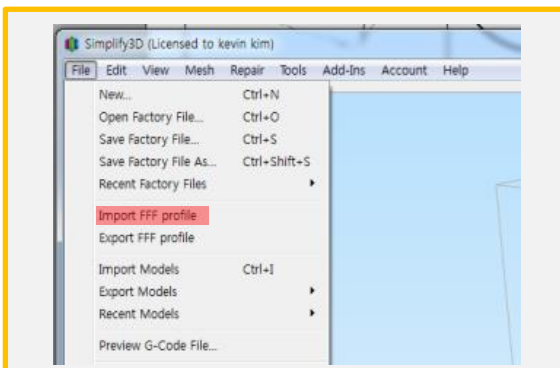 Simplify3D (Licensed to kevin kim)
File Edit View Mesh Repair Tools Add-Ins Account Help
New... Ctrl+N
Open Factory File... Ctrl+O
Save Factory File... Ctrl+S
Save Factory File As... Ctrl+Shift+S
Recent Factory Files
Import FFF profile
Export FFF profile
Import Models Ctrl+I
Export Models
Recent Models
Preview G-Code File...